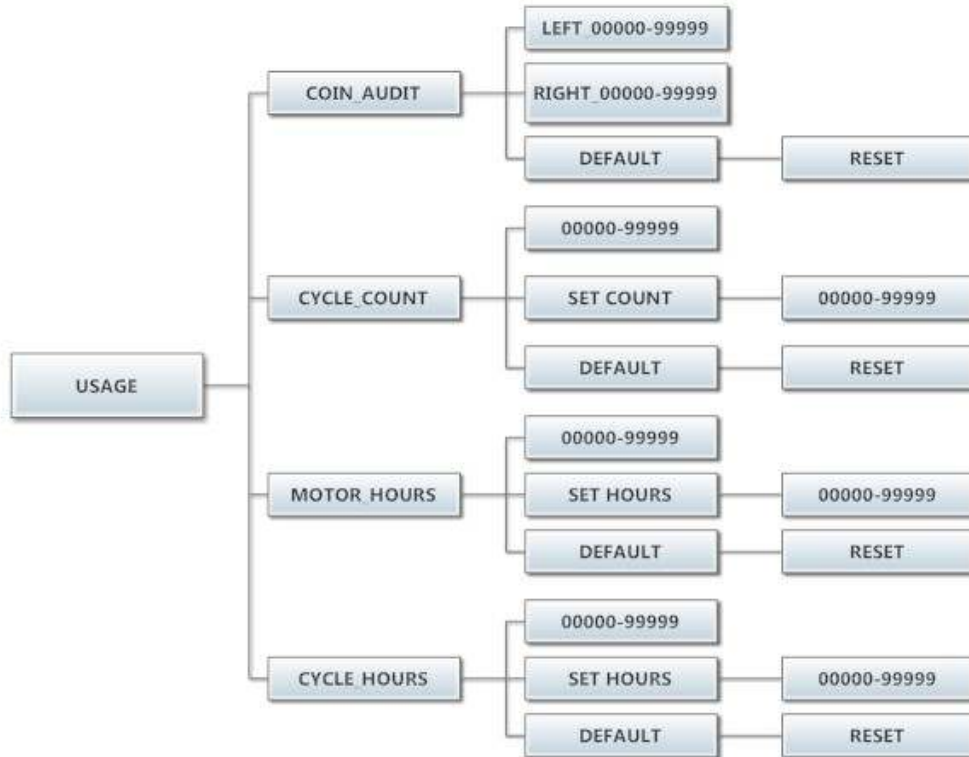 USAGE
COIN_AUDIT
LEFT_00000-99999
RIGHT_00000-99999
DEFAULT
RESET
CYCLE_COUNT
00000-99999
SET COUNT
00000-99999
DEFAULT
RESET
MOTOR_HOURS
00000-99999
SET HOURS
00000-99999
DEFAULT
RESET
CYCLE_HOURS
00000-99999
SET HOURS
00000-99999
DEFAULT
RESET